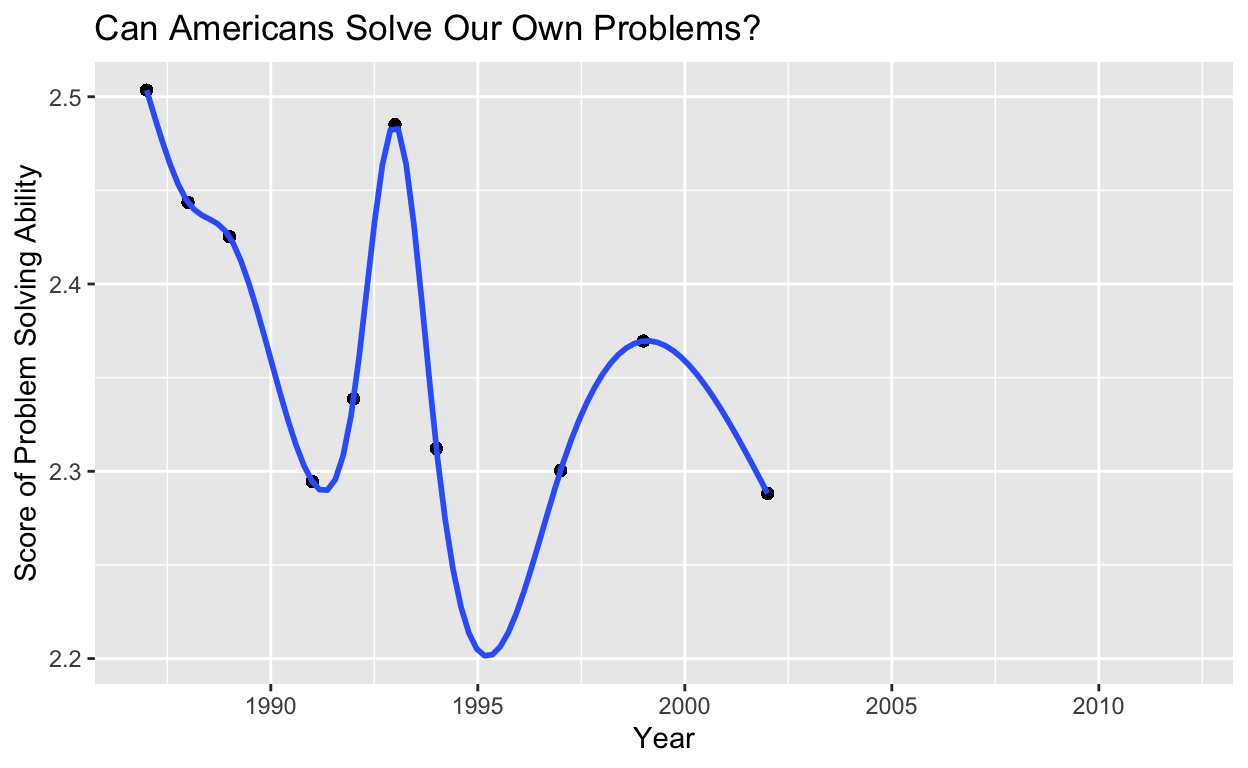 Can Americans Solve Our Own Problems?
Score of Problem Solving Ability
2.5
2.4
2.3
2.2
1990 1995 2000 2005 2010
Year